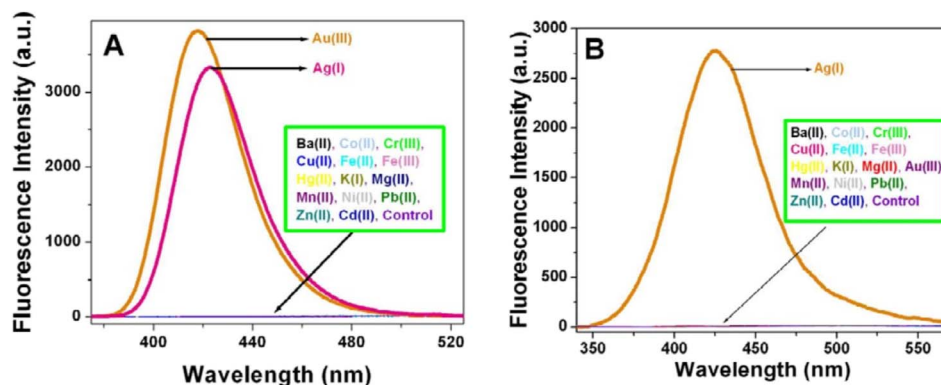 A
Au(III)
Ag(I)
Ba(II), Co(II), Cr(III),
Cu(II), Fe(II), Fe(III)
Hg(II), K(I), Mg(II),
Mn(II), Ni(II), Pb(II),
Zn(II), Cd(II), Control
Fluorescence Intensity (a.u.)
3000
2000
1000
0
400
440
480
520
Wavelength (nm)
B
Ag(I)
Ba(II), Co(II), Cr(III),
Cu(II), Fe(II), Fe(III)
Hg(II), K(I), Mg(II), Au(III)
Mn(II), Ni(II), Pb(II),
Zn(II), Cd(II), Control
Fluorescence Intensity (a.u.)
3000
2500
2000
1500
1000
500
0
350
400
450
500
550
Wavelength (nm)